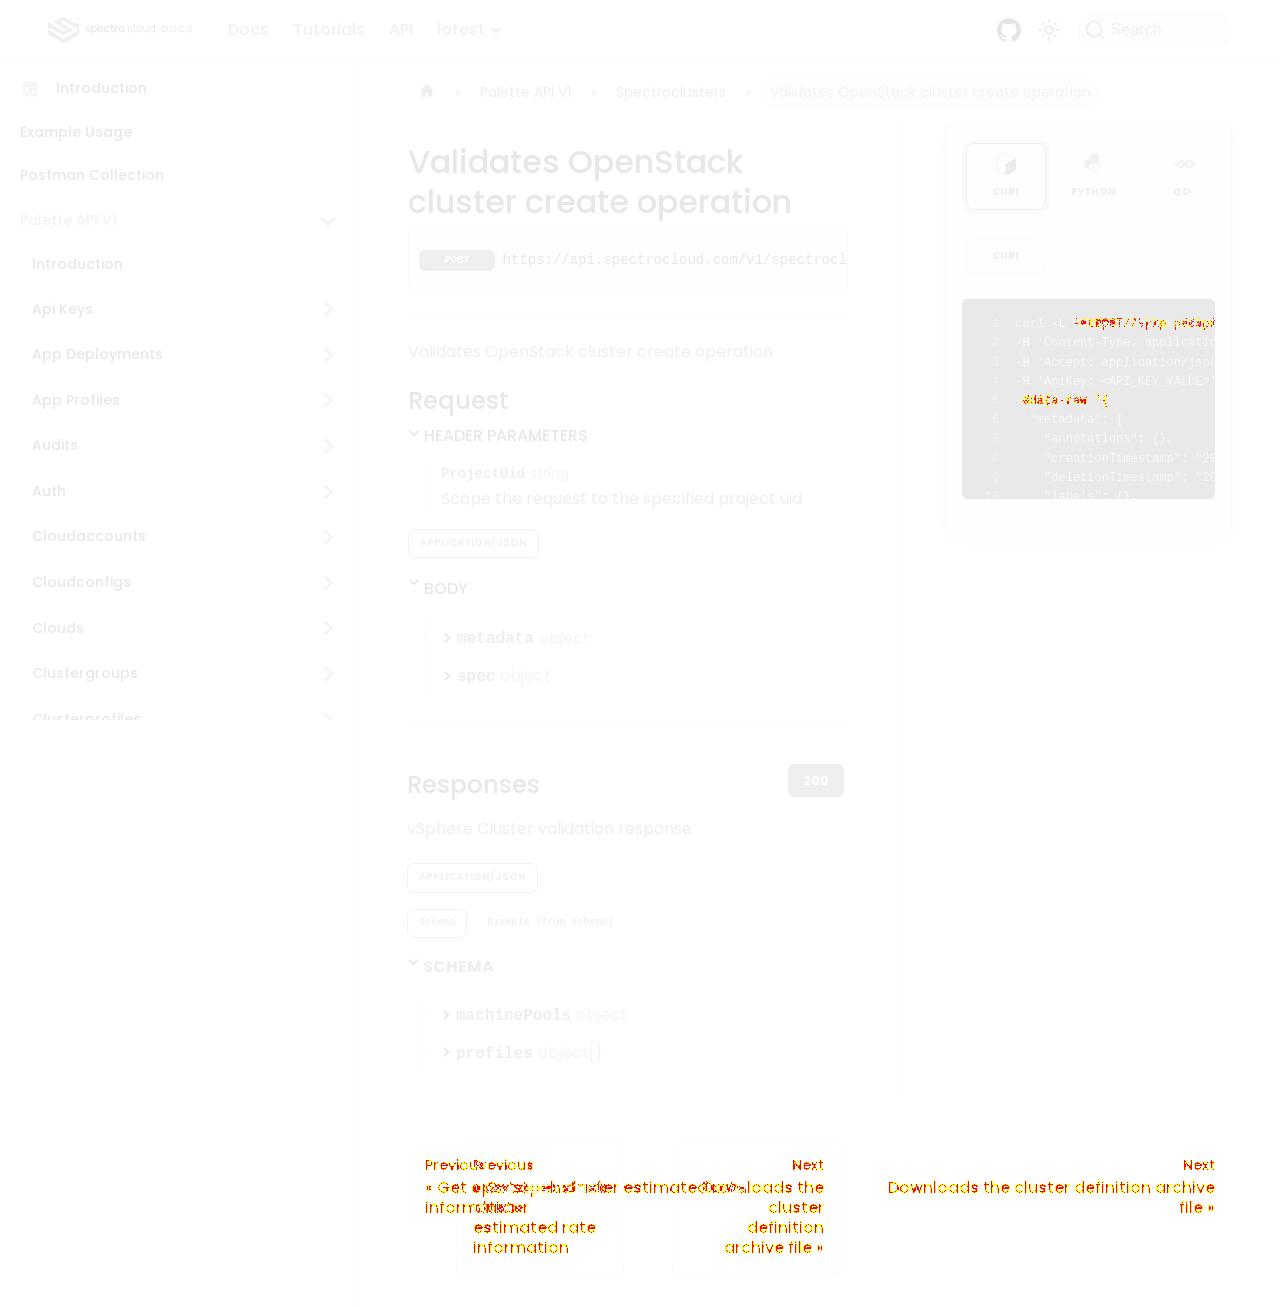 spectro cloud DOCS
Docs
Tutorials
API
latest
Search
Introduction
Example Usage
Postman Collection
Palette API V1
Introduction
Api Keys
App Deployments
App Profiles
Audits
Auth
Cloudaccounts
Cloudconfigs
Clouds
Clustergroups
Clusterprofiles
Palette API V1
Spectroclusters
Validates OpenStack cluster create operation
Validates OpenStack
cluster create operation
POST https://api.spectrocloud.com/v1/spectrocl
Validates OpenStack cluster create operation
Request
HEADER PARAMETERS
ProjectUid string
Scope the request to the specified project uid
APPLICATION/JSON
BODY
metadata object
spec object
Responses
200
vSphere Cluster validation response
APPLICATION/JSON
Schema
Example (from schema)
SCHEMA
machinePools object
profiles object[]
CURL
PYTHON
GO
CURL
1 curl -L
2 -H 'Content-Type: applicatio
3 -H 'Accept: application/json
4 -H 'ApiKey: <API_KEY_VALUE>'
5 data-raw '{
6 "metadata": {
7 "annotations": {},
8 "creationTimestamp": "20
9 "deletionTimestamp": "20
10 "labels": {},
Previous
Previous
estimated rate
information
Next
Downloads the
cluster
definition
archive file »
Next
Downloads the cluster definition archive
file »